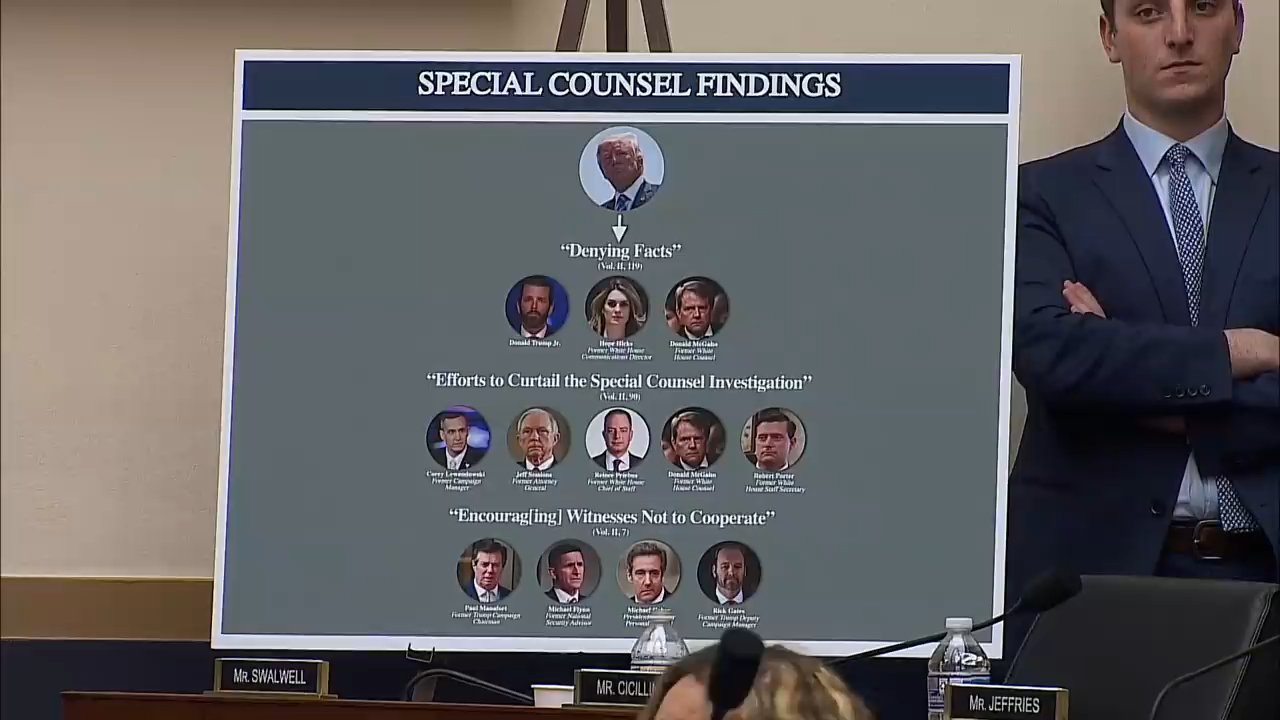 SPECIAL COUNSEL FINDINGS
“Denying Facts”
(Vol. II, 119)
Donald Trump Jr.
Hope Hicks
Former White House
Communications Director
Donald McGahn
Former White
House Counsel
“Efforts to Curtail the Special Counsel Investigation”
(Vol. II, 90)
Corey Lewandowski
Former Campaign
Manager
Jeff Sessions
Former Attorney
General
Reince Priebus
Former White House
Chief of Staff
Donald McGahn
Former White
House Counsel
Robert Porter
Former White
House Staff Secretary
“Encourag[ing] Witnesses Not to Cooperate”
(Vol. II, 7)
Paul Manafort
Former Trump Campaign
Chairman
Michael Flynn
Former National
Security Advisor
Michael
Personal
Rick Gates
Former Trump Deputy
Campaign Manager
MR. SWALWELL
MR. CICILLI
MR. JEFFRIES